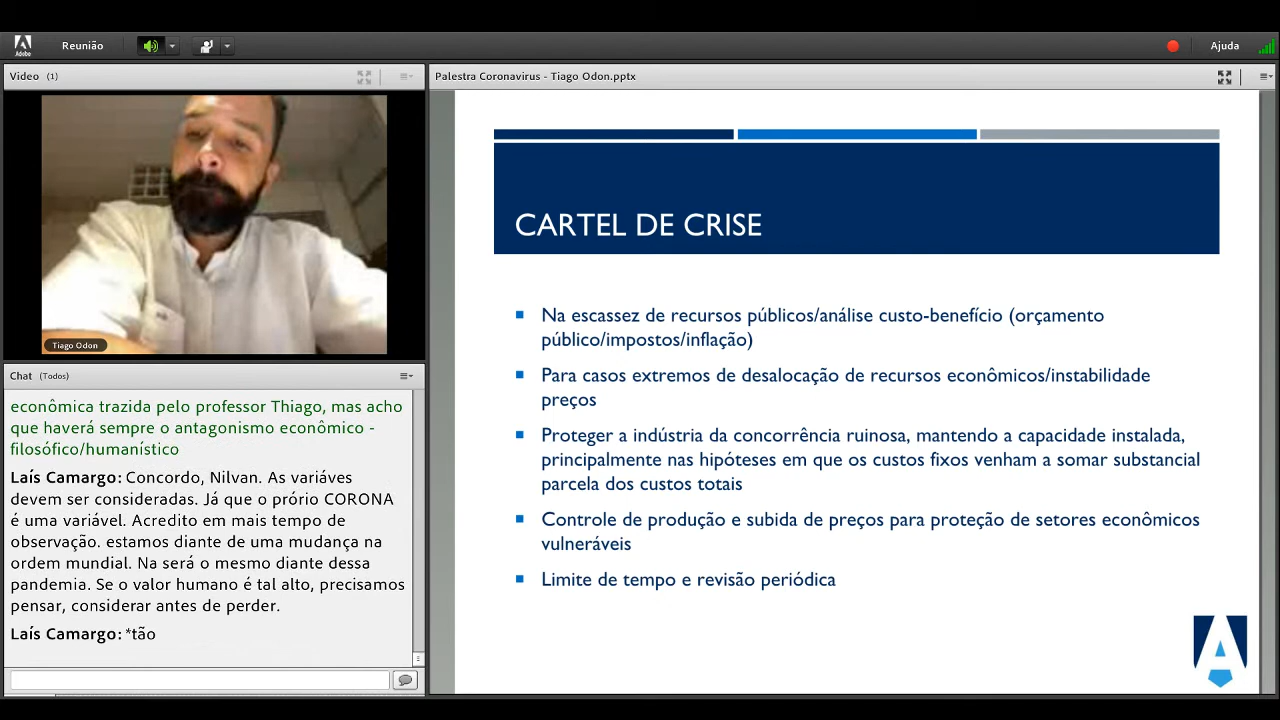 Adobe
Reunião
Ajuda
Video (1)
Tiago Odon
Chat (Todos)
econômica trazida pelo professor Thiago, mas acho
que haverá sempre o antagonismo econômico -
filosófico/humanístico
Laís Camargo: Concordo, Nilvan. As variáves
devem ser consideradas. Já que o prório CORONA
é uma variável. Acredito em mais tempo de
observação. estamos diante de uma mudança na
ordem mundial. Na será o mesmo diante dessa
pandemia. Se o valor humano é tal alto, precisamos
pensar, considerar antes de perder.
Laís Camargo: *tão
Palestra Coronavirus - Tiago Odon.pptx
CARTEL DE CRISE
Na escassez de recursos públicos/análise custo-benefício (orçamento
público/impostos/inflação)
Para casos extremos de desalocação de recursos econômicos/instabilidade
preços
Proteger a indústria da concorrência ruinosa, mantendo a capacidade instalada,
principalmente nas hipóteses em que os custos fixos venham a somar substancial
parcela dos custos totais
Controle de produção e subida de preços para proteção de setores econômicos
vulneráveis
Limite de tempo e revisão periódica